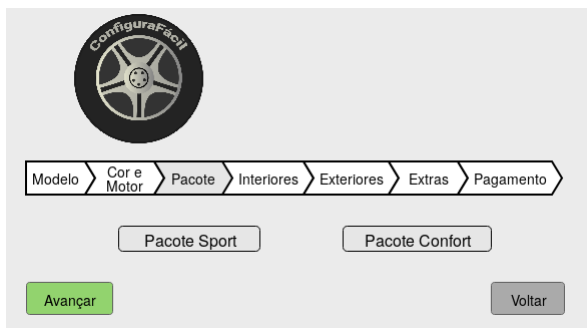 ConfiguraFácil
Modelo
Cor e
Motor
Pacote
Interiores
Exteriores
Extras
Pagamento
Pacote Sport
Pacote Confort
Avançar
Voltar